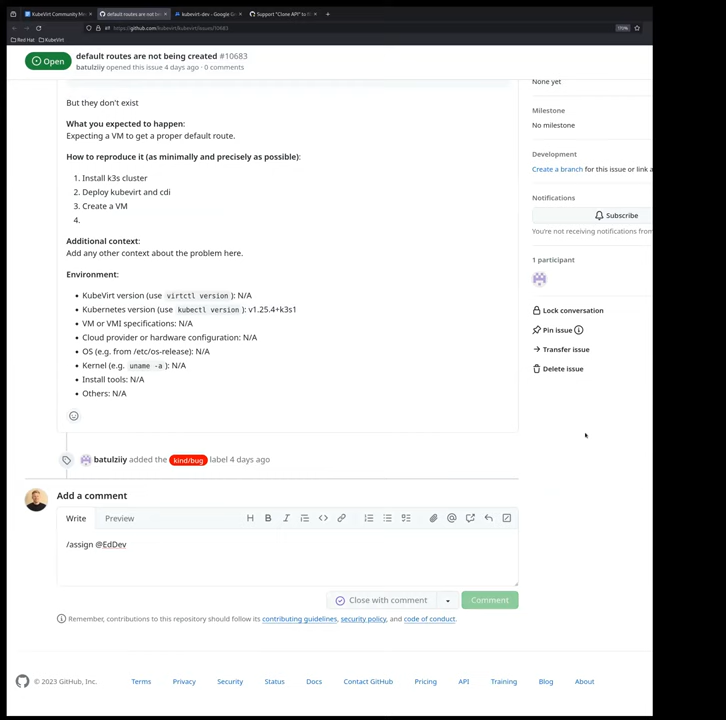 KubeVirt Community Me
default routes are not be
kubevirt-dev - Google G
Support "Clone API" to
https://github.com/kubevirt/kubevirt/issues/10683
Red Hat
KubeVirt
Open
default routes are not being created #10683
batulziiy opened this issue 4 days ago · 0 comments
But they don't exist
What you expected to happen:
Expecting a VM to get a proper default route.
How to reproduce it (as minimally and precisely as possible):
1. Install k3s cluster
2. Deploy kubevirt and cdi
3. Create a VM
4.
Additional context:
Add any other context about the problem here.
Environment:
• KubeVirt version (use virtctl version ): N/A
• Kubernetes version (use kubectl version ): v1.25.4+k3s1
• VM or VMI specifications: N/A
• Cloud provider or hardware configuration: N/A
• OS (e.g. from /etc/os-release): N/A
• Kernel (e.g. uname -a ): N/A
• Install tools: N/A
• Others: N/A
batulziiy added the kind/bug label 4 days ago
Add a comment
Write Preview
/assign @EdDev
Close with comment
Comment
Remember, contributions to this repository should follow its contributing guidelines, security policy, and code of conduct.
None yet
Milestone
No milestone
Development
Create a branch for this issue or link a
Notifications
Subscribe
You're not receiving notifications from
1 participant
Lock conversation
Pin issue
Transfer issue
Delete issue
© 2023 GitHub, Inc. Terms Privacy Security Status Docs Contact GitHub Pricing API Training Blog About